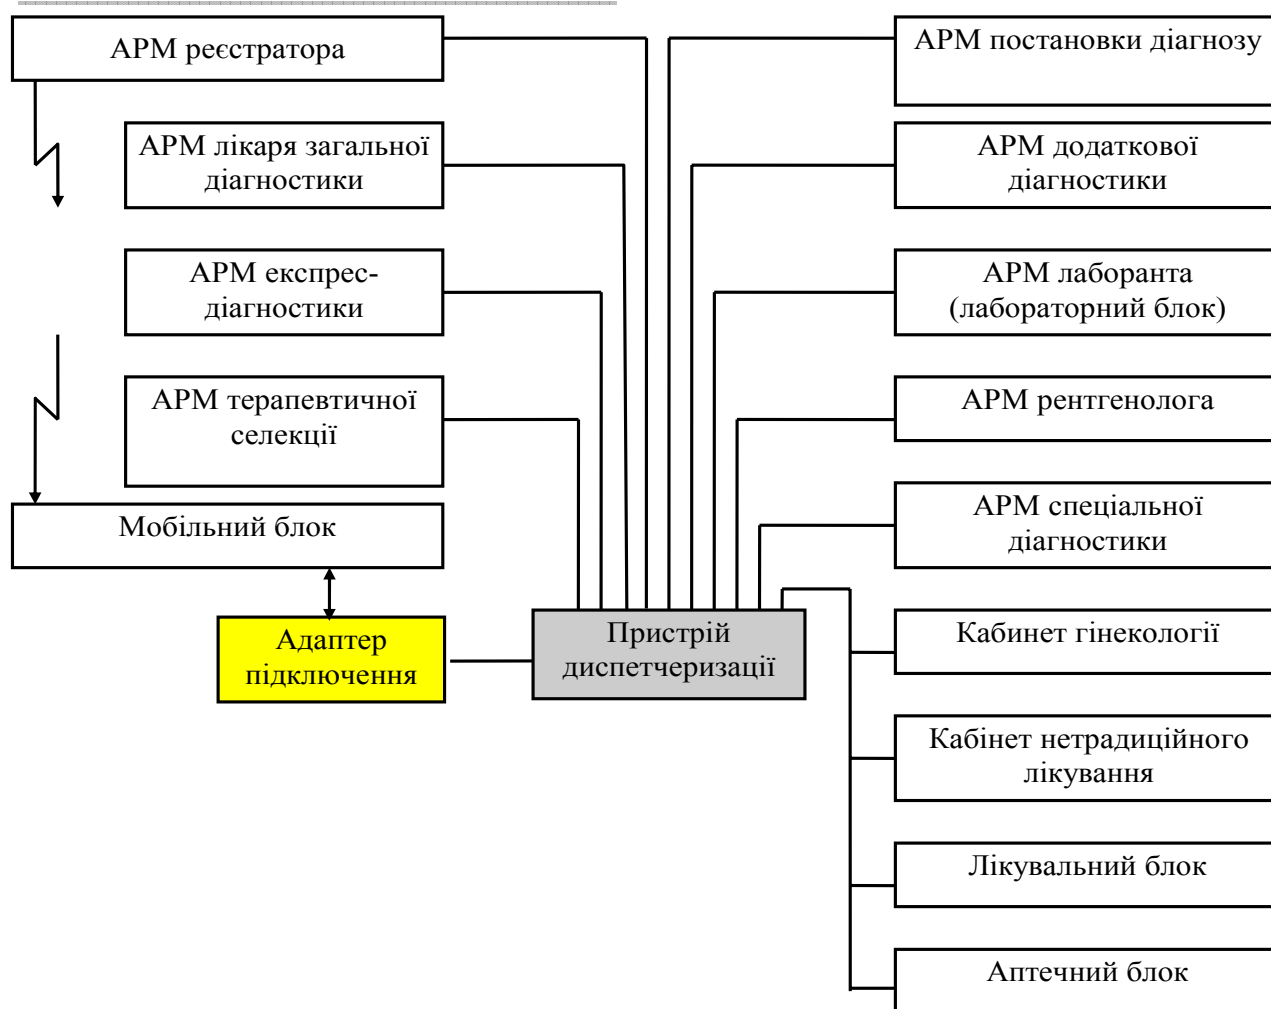 АРМ реєстратора
АРМ лікаря загальної
діагностики
АРМ експрес-
діагностики
АРМ терапевтичної
селекції
Мобільний блок
Адаптер
підключення
Пристрій
диспетчеризації
АРМ постановки діагнозу
АРМ додаткової
діагностики
АРМ лаборанта
(лабораторний блок)
АРМ рентгенолога
АРМ спеціальної
діагностики
Кабинет гінекології
Кабінет нетрадиційного
лікування
Лікувальний блок
Аптечний блок